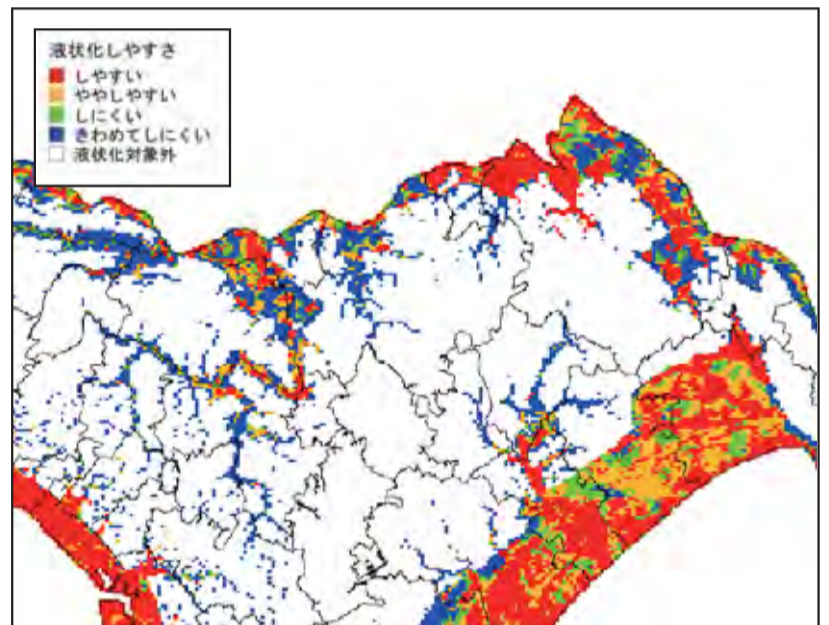 液状化しやすさ
しやすい
ややしやすい
しにくい
きわめてしにくい
液状化対象外